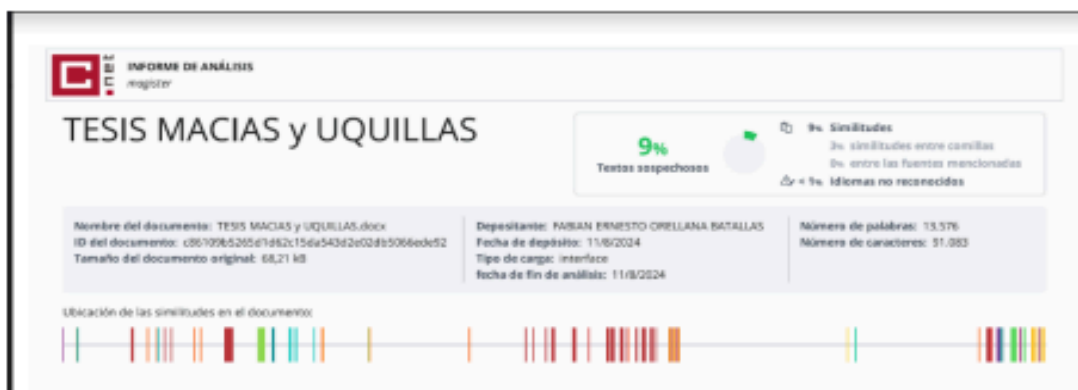 INFORME DE ANÁLISIS
magister
TESIS MACIAS y UQUILLAS
9%
Textos sospechosos
9% Similitudes
3% similitudes entre comillas
0% entre las fuentes mencionadas
< 1% Idiomas no reconocidos
Nombre del documento: TESIS MACIAS y UQUILLAS.docx
ID del documento:
Tamaño del documento original: 68,21 kB
Depositante: FABIAN ERNESTO ORELLANA BATALLAS
Fecha de depósito: 11/8/2024
Tipo de carga: interface
fecha de fin de análisis: 11/8/2024
Número de palabras: 13.576
Número de caracteres: 91.083
Ubicación de las similitudes en el documento: